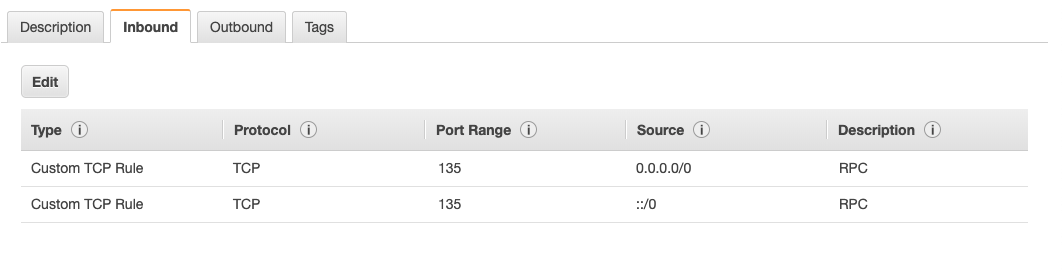 Description Inbound Outbound Tags
Edit
Type i Protocol i Port Range i Source i Description i
Custom TCP Rule TCP 135 0.0.0.0/0 RPC
Custom TCP Rule TCP 135 ::/0 RPC